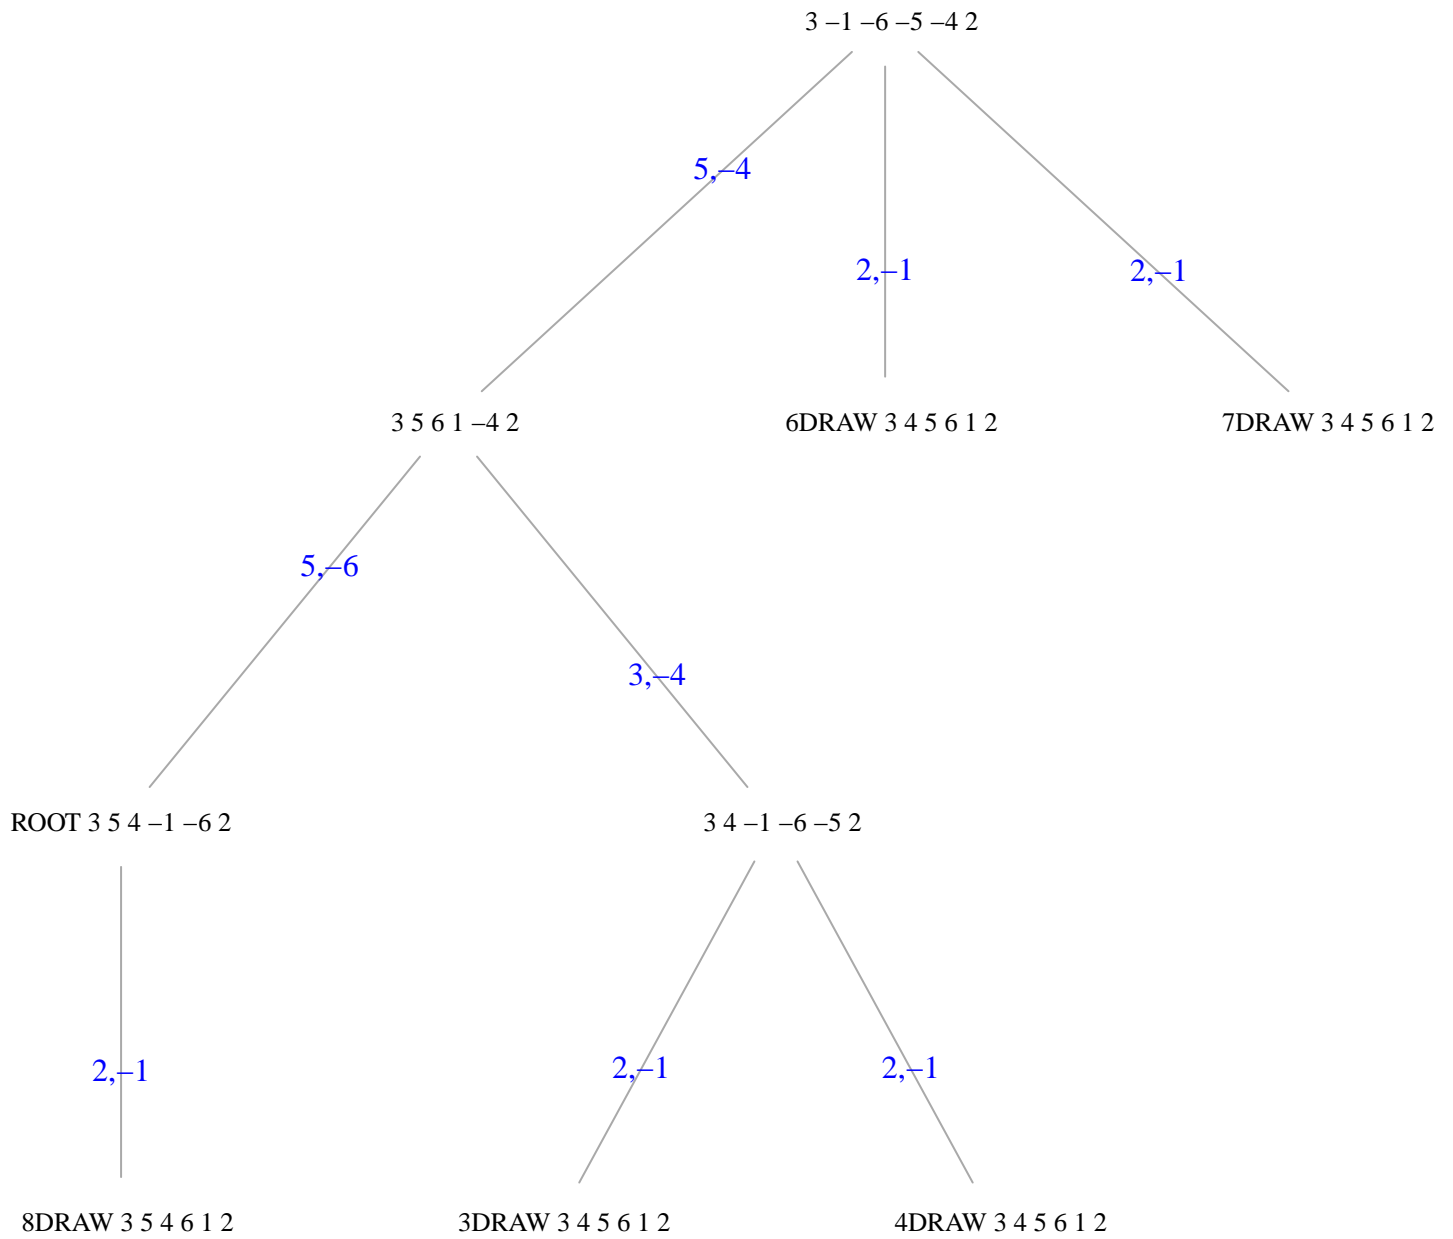 3 –1 –6 –5 –4 2
5,–4
2,–1
2,–1
3 5 6 1 –4 2
6DRAW 3 4 5 6 1 2
7DRAW 3 4 5 6 1 2
5,–6
3,–4
ROOT 3 5 4 –1 –6 2
3 4 –1 –6 –5 2
2,–1
2,–1
2,–1
8DRAW 3 5 4 6 1 2
3DRAW 3 4 5 6 1 2
4DRAW 3 4 5 6 1 2